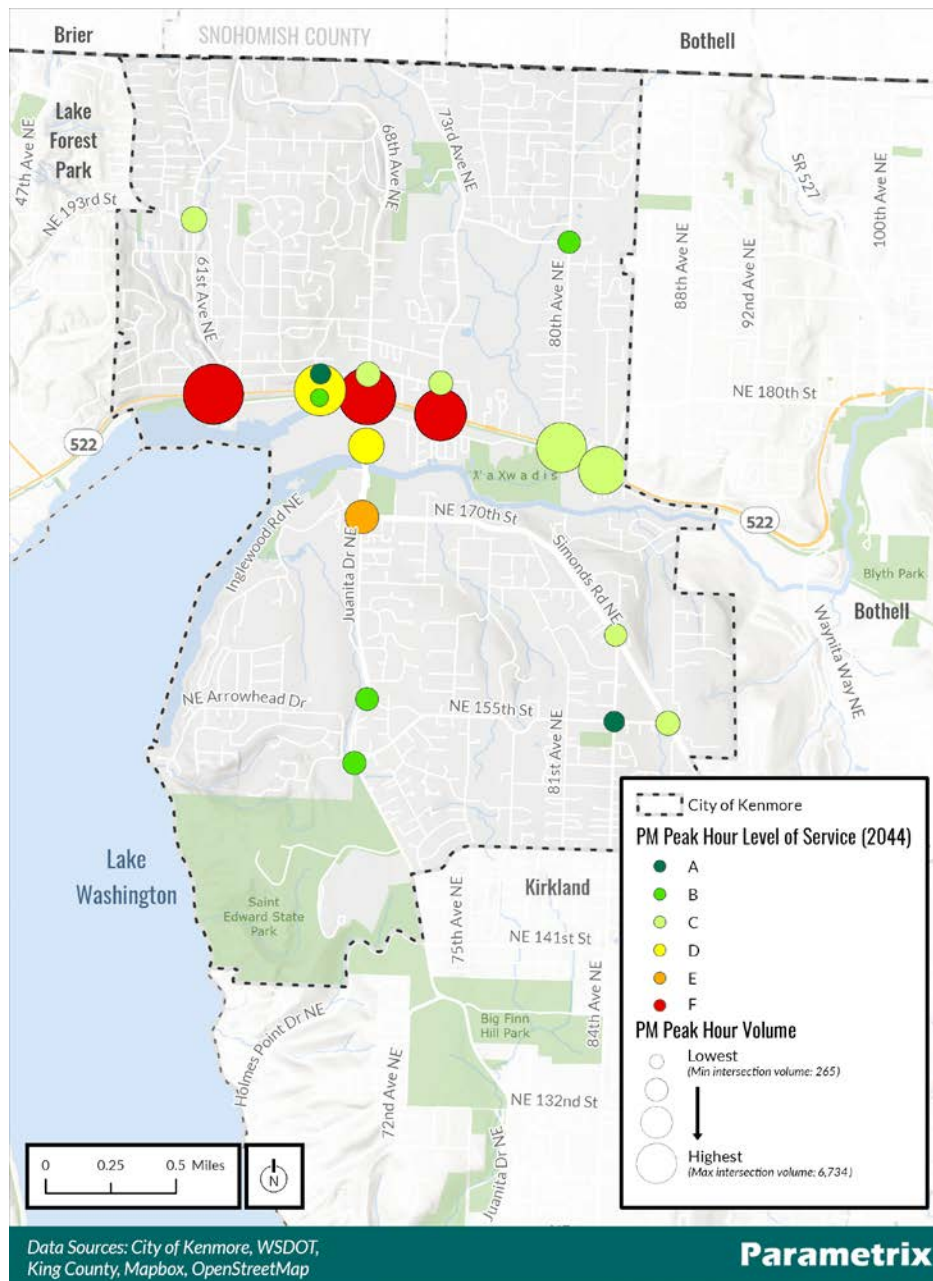 Brier
SNOHOMISH COUNTY
Bothell
Lake
Forest
Park
47th Ave NE
NE 193rd St
61st Ave NE
68th Ave NE
73rd Ave NE
80th Ave NE
88th Ave NE
92nd Ave NE
SR 527
100th Ave NE
NE 180th St
522
522
NE 170th St
Inglewood Rd NE
Juanita Dr NE
Simonds Rd NE
Blyth Park
Bothell
Waynita Way NE
NE Arrowhead Dr
NE 155th St
81st Ave NE
Lake
Washington
Saint
Edward State
Park
Kirkland
75th Ave NE
NE 141st St
84th Ave NE
Big Finn
Hill Park
Holmes Point Dr NE
72nd Ave NE
NE 132nd St
Juanita Dr NE
City of Kenmore
PM Peak Hour Level of Service (2044)
A
B
C
D
E
F
PM Peak Hour Volume
Lowest
(Min intersection volume: 265)
Highest
(Max intersection volume: 6,734)
0 0.25 0.5 Miles
N
Data Sources: City of Kenmore, WSDOT,
King County, Mapbox, OpenStreetMap
Parametrix